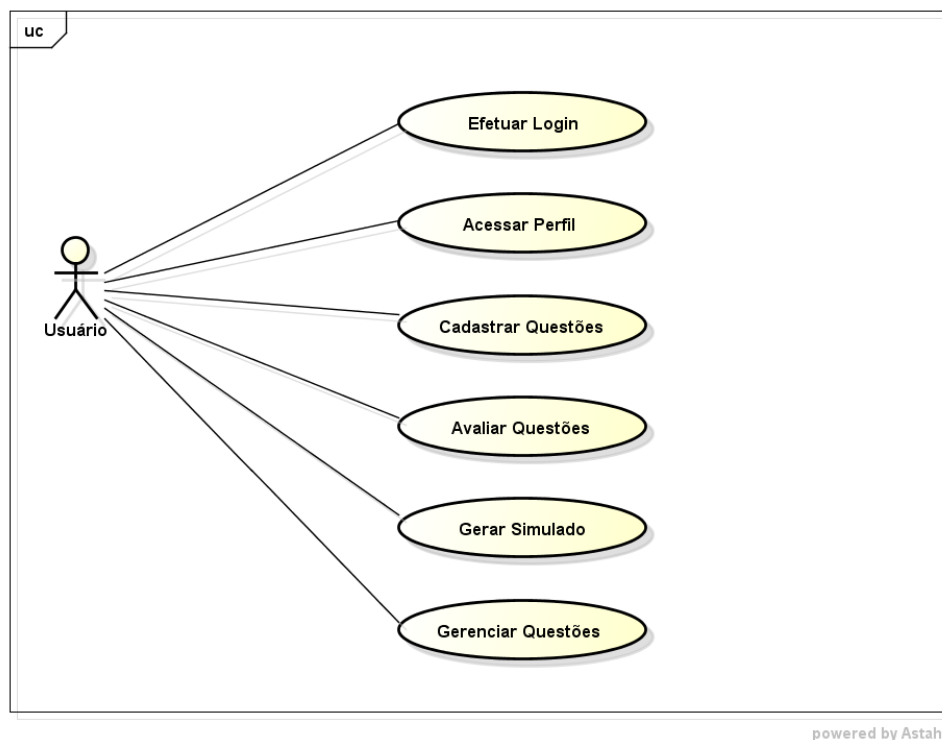 uc
Efetuar Login
Acessar Perfil
Usuário
Cadastrar Questões
Avaliar Questões
Gerar Simulado
Gerenciar Questões
powered by Astah